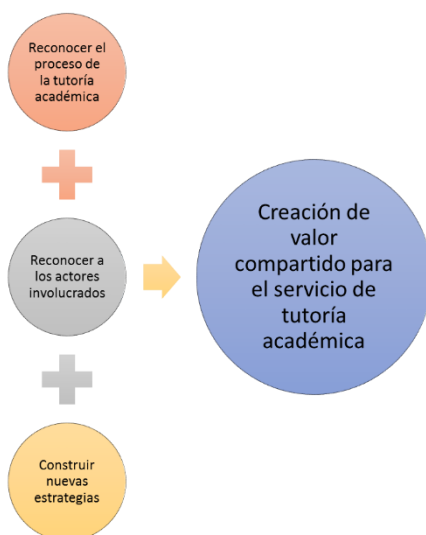 Reconocer el
proceso de
la tutoría
académica
Reconocer a
los actores
involucrados
Construir
nuevas
estrategias
Creación de
valor
compartido para
el servicio de
tutoría
académica